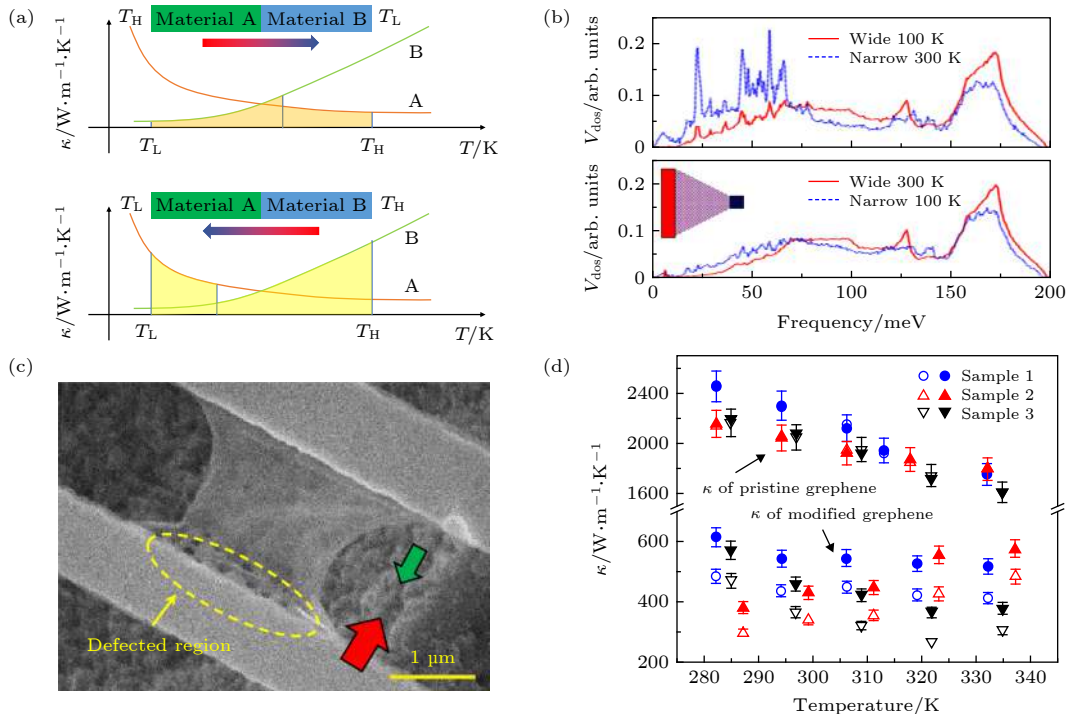 (a)
T_H
Material A
Material B
T_L
B
A
κ/W·m⁻¹·K⁻¹
T_L
T_H
T/K
T_L
Material A
Material B
T_H
B
A
κ/W·m⁻¹·K⁻¹
T_L
T_H
T/K
(b)
Wide 100 K
Narrow 300 K
0.2
0.1
0
V_dos/arb. units
Wide 300 K
Narrow 100 K
0.2
0.1
0
V_dos/arb. units
0
50
100
150
200
Frequency/meV
(c)
Defected region
1 µm
(d)
Sample 1
Sample 2
Sample 3
2400
2000
1600
600
400
200
κ/W·m⁻¹·K⁻¹
κ of pristine grephene
κ of modified grephene
280
290
300
310
320
330
340
Temperature/K